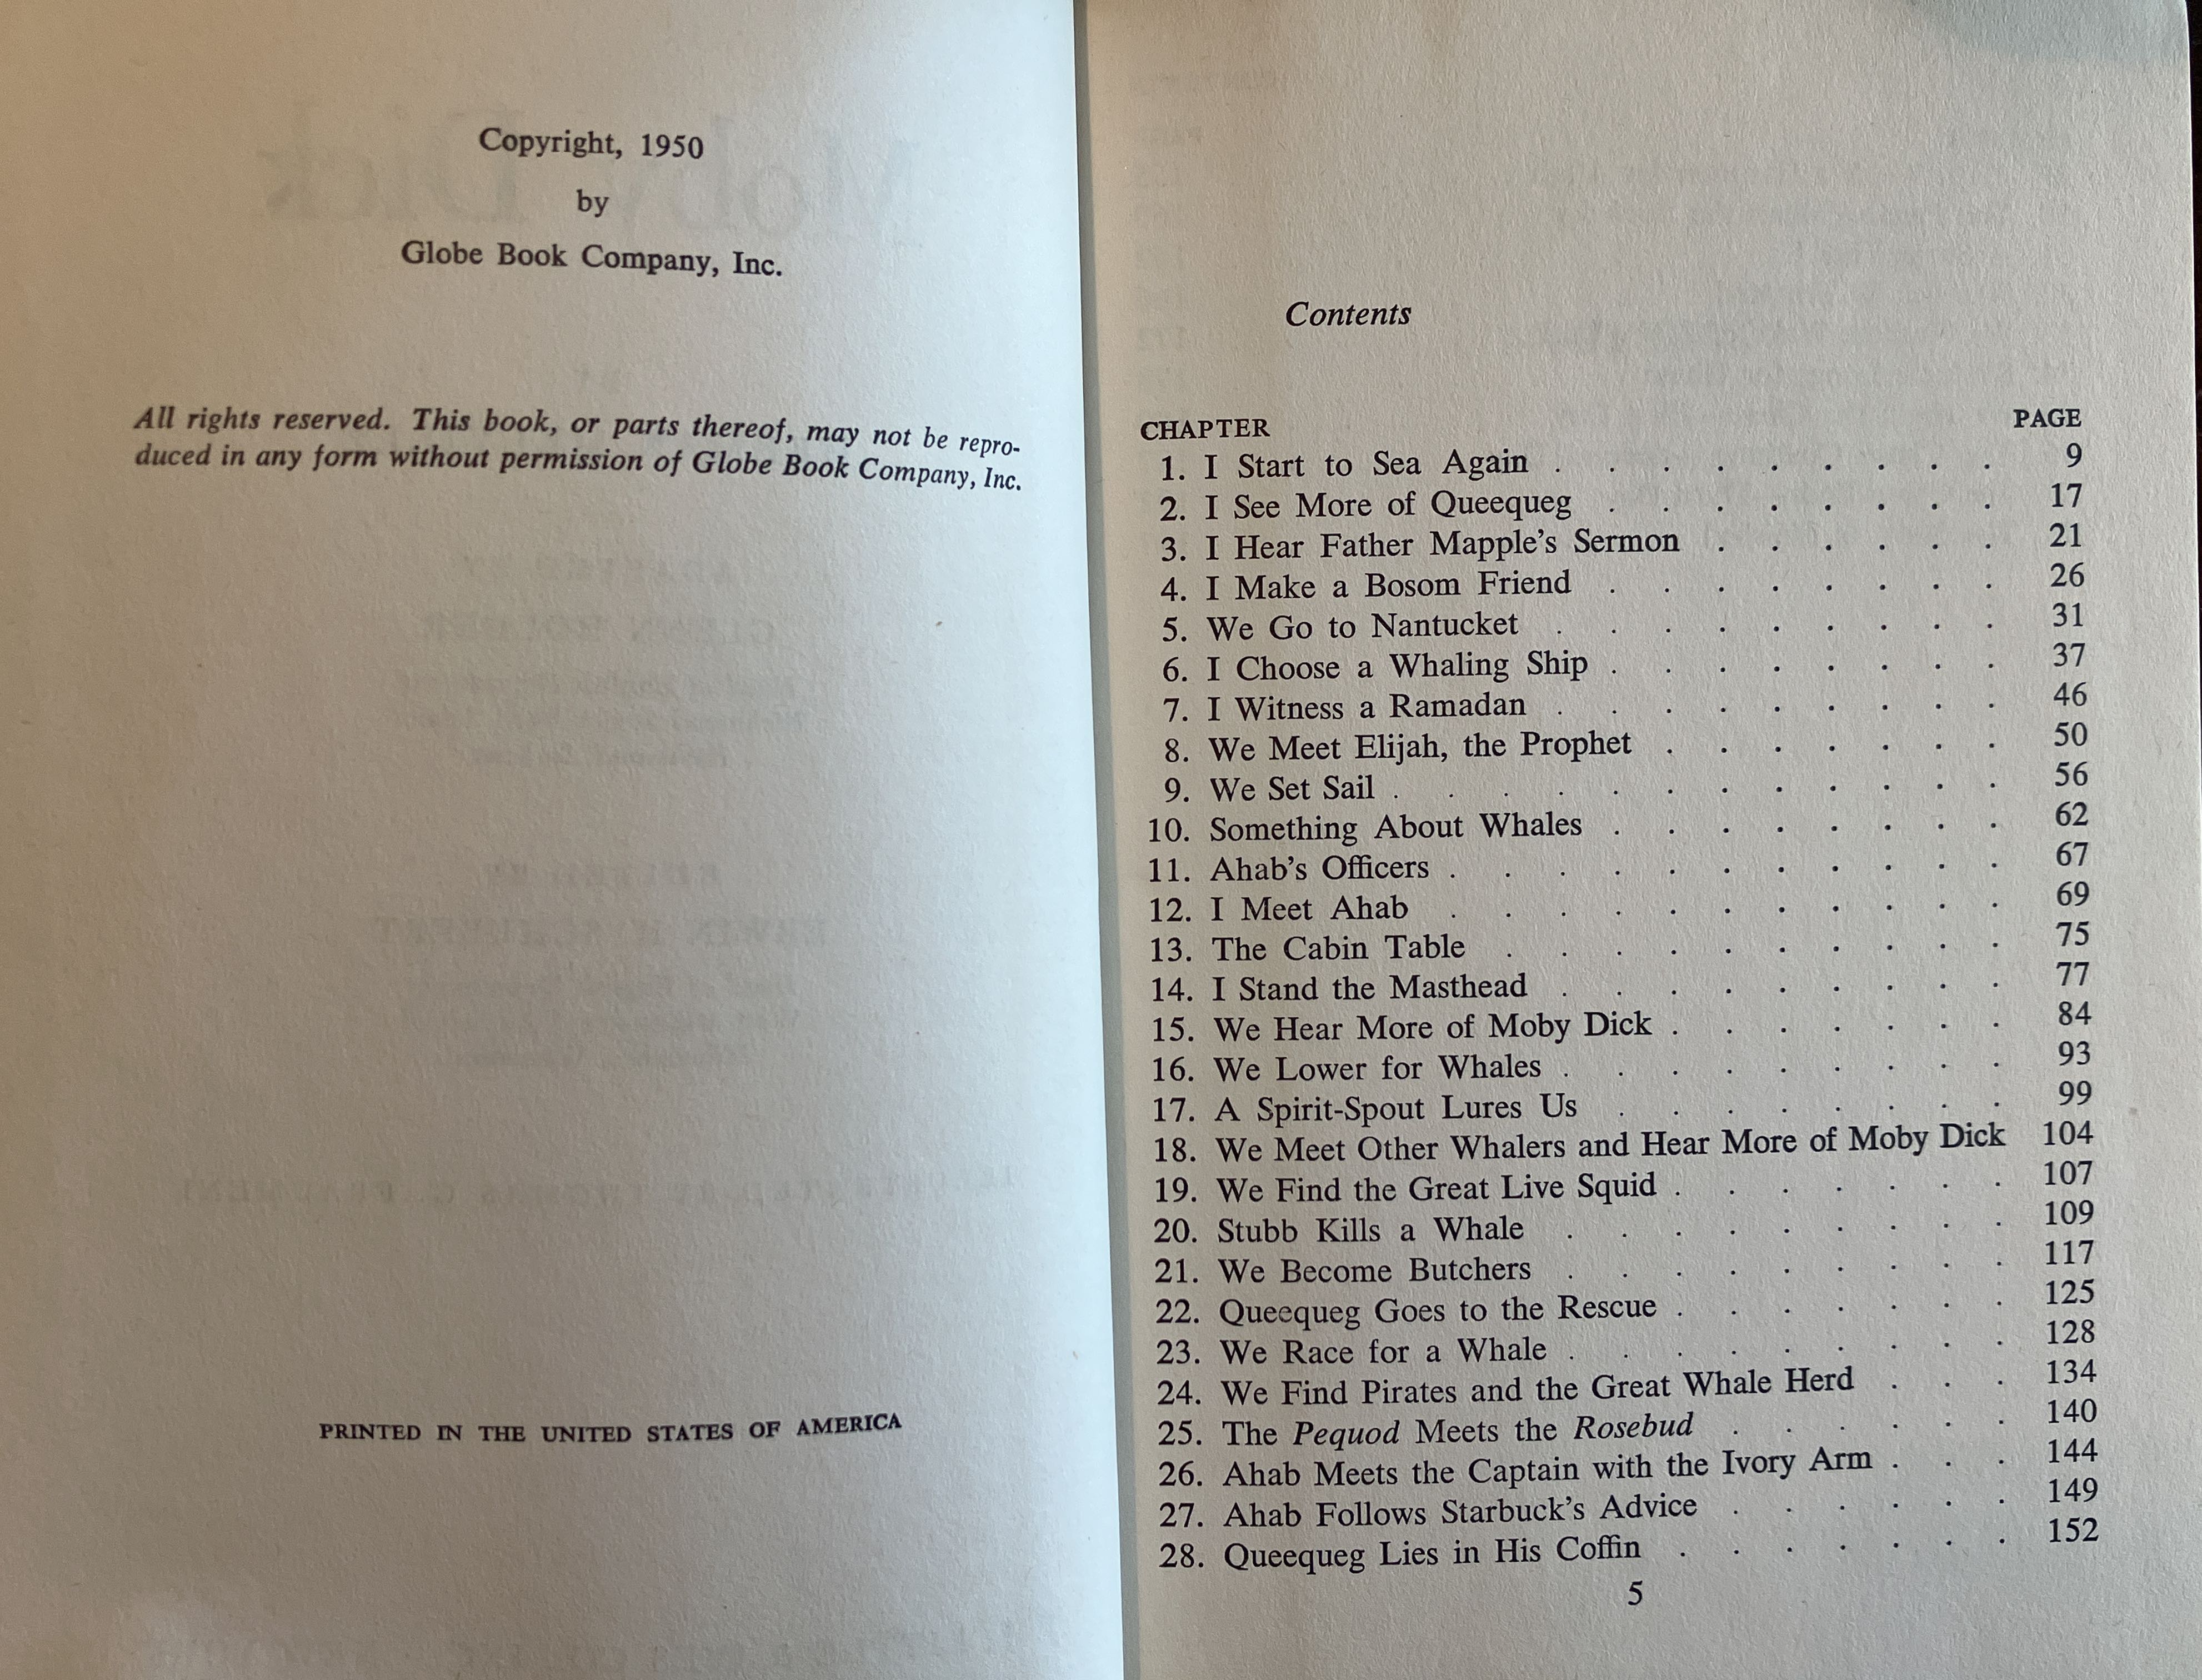 Copyright, 1950
by
Globe Book Company, Inc.
All rights reserved. This book, or parts thereof, may not be repro-
duced in any form without permission of Globe Book Company, Inc.
PRINTED IN THE UNITED STATES OF AMERICA
Contents
CHAPTER PAGE
1. I Start to Sea Again . . . . . . . . . 9
2. I See More of Queequeg . . . . . . . . 17
3. I Hear Father Mapple's Sermon . . . . . . 21
4. I Make a Bosom Friend . . . . . . . . 26
5. We Go to Nantucket . . . . . . . . . 31
6. I Choose a Whaling Ship . . . . . . . . 37
7. I Witness a Ramadan . . . . . . . . . 46
8. We Meet Elijah, the Prophet . . . . . . . 50
9. We Set Sail . . . . . . . . . . . . 56
10. Something About Whales . . . . . . . . 62
11. Ahab's Officers . . . . . . . . . . . 67
12. I Meet Ahab . . . . . . . . . . . 69
13. The Cabin Table . . . . . . . . . . 75
14. I Stand the Masthead . . . . . . . . . 77
15. We Hear More of Moby Dick . . . . . . . 84
16. We Lower for Whales . . . . . . . . . 93
17. A Spirit-Spout Lures Us . . . . . . . . 99
18. We Meet Other Whalers and Hear More of Moby Dick 104
19. We Find the Great Live Squid . . . . . . . 107
20. Stubb Kills a Whale . . . . . . . . . 109
21. We Become Butchers . . . . . . . . . 117
22. Queequeg Goes to the Rescue . . . . . . . 125
23. We Race for a Whale . . . . . . . . . 128
24. We Find Pirates and the Great Whale Herd . . . 134
25. The Pequod Meets the Rosebud . . . . . . 140
26. Ahab Meets the Captain with the Ivory Arm . . . 144
27. Ahab Follows Starbuck's Advice . . . . . . 149
28. Queequeg Lies in His Coffin . . . . . . . 152
5